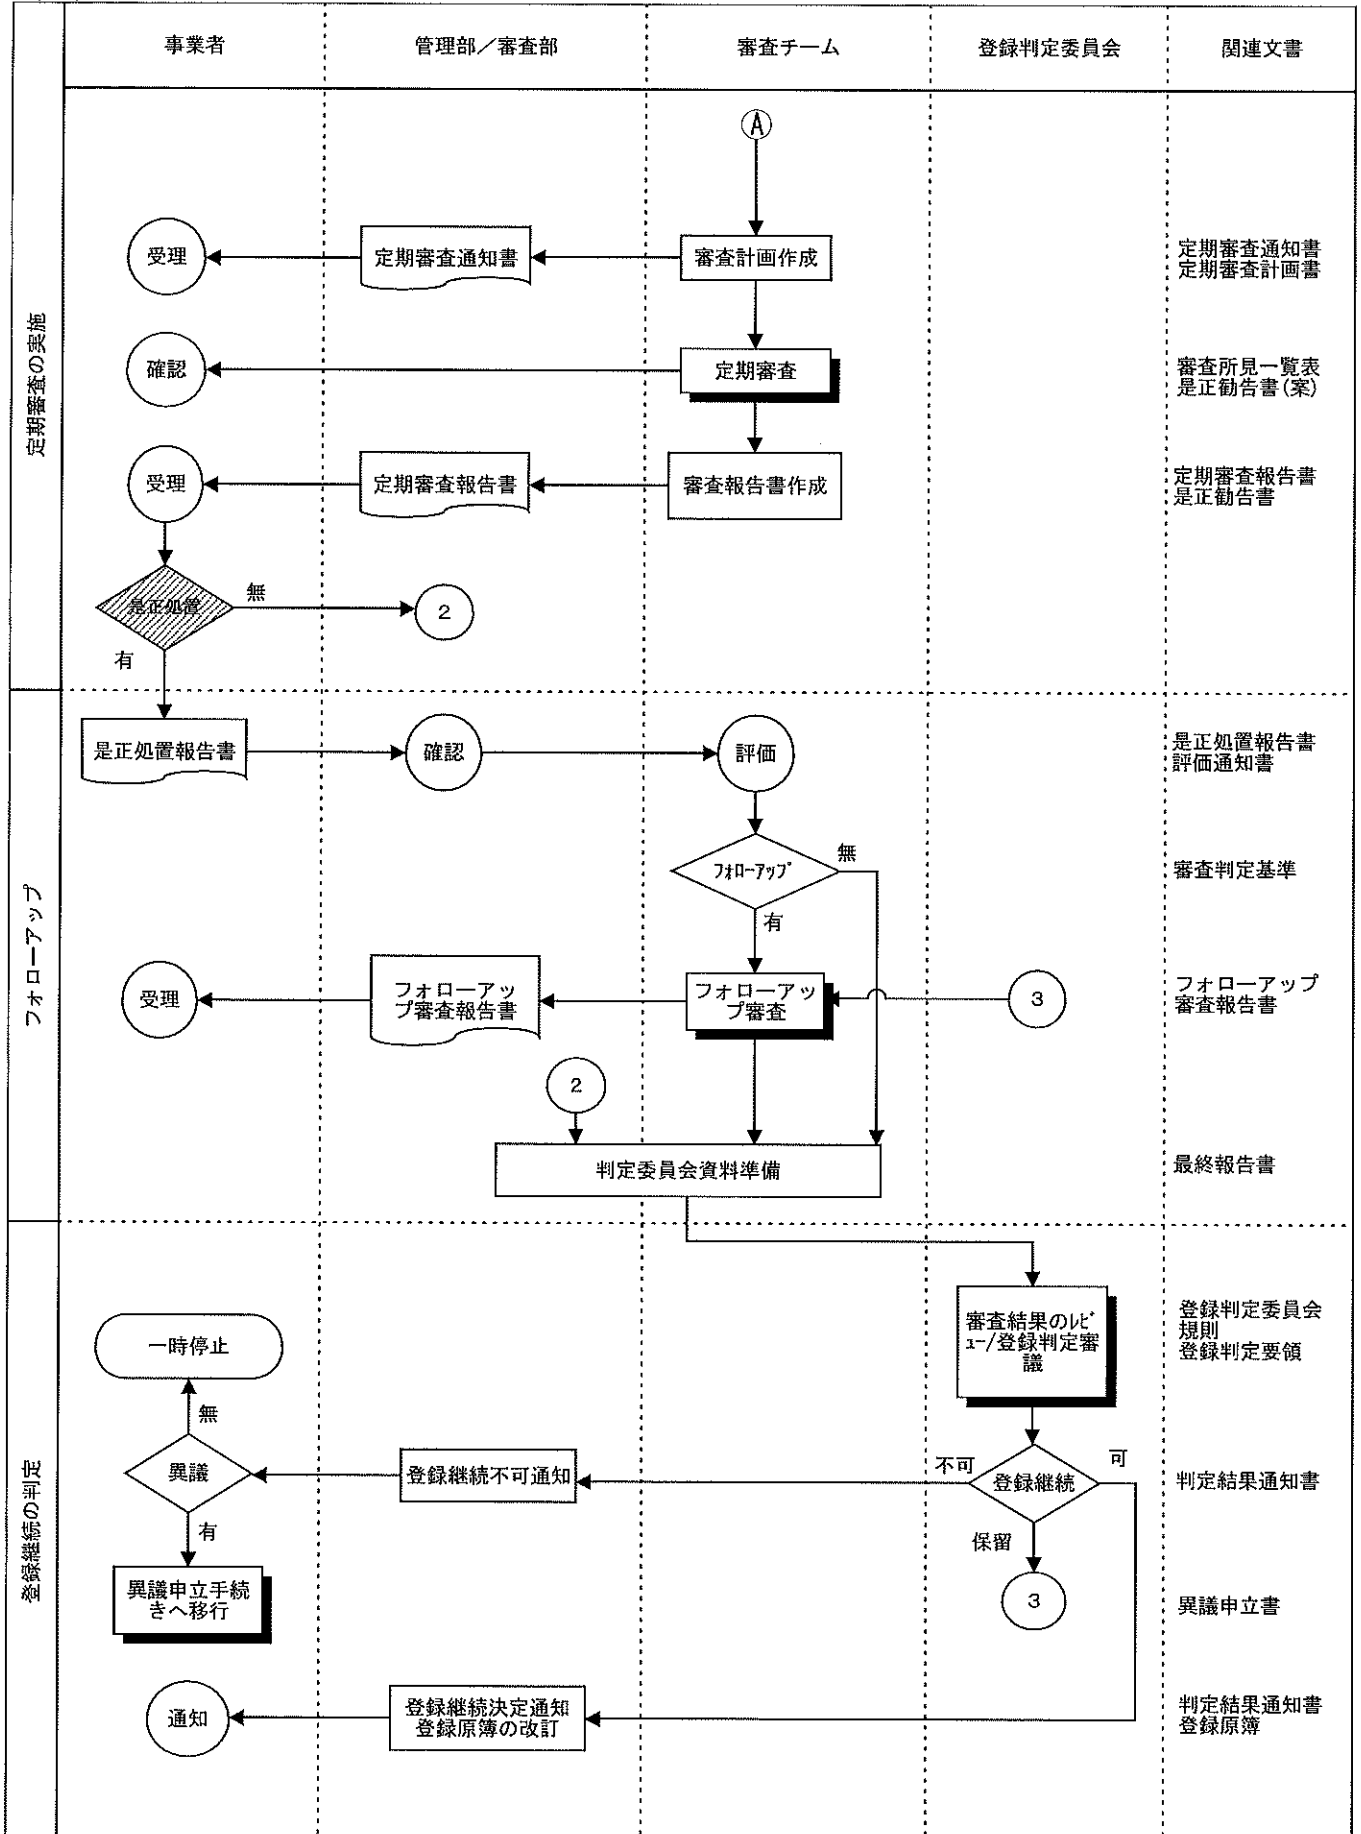 事業者
管理部／審査部
審査チーム
登録判定委員会
関連文書
定期審査の実施
A
受理
定期審査通知書
審査計画作成
定期審査通知書
定期審査計画書
確認
定期審査
審査所見一覧表
是正勧告書(案)
受理
定期審査報告書
審査報告書作成
定期審査報告書
是正勧告書
是正処置
無
2
有
フォローアップ
是正処置報告書
確認
評価
是正処置報告書
評価通知書
ﾌｫﾛｰｱｯﾌﾟ
無
審査判定基準
有
受理
フォローアッ
プ審査報告書
フォローアッ
プ審査
3
フォローアップ
審査報告書
2
判定委員会資料準備
最終報告書
登録継続の判定
一時停止
審査結果のﾚﾋﾞ
ｭｰ/登録判定審
議
登録判定委員会
規則
登録判定要領
無
異議
登録継続不可通知
不可
登録継続
可
判定結果通知書
有
保留
異議申立手続
きへ移行
3
異議申立書
通知
登録継続決定通知
登録原簿の改訂
判定結果通知書
登録原簿